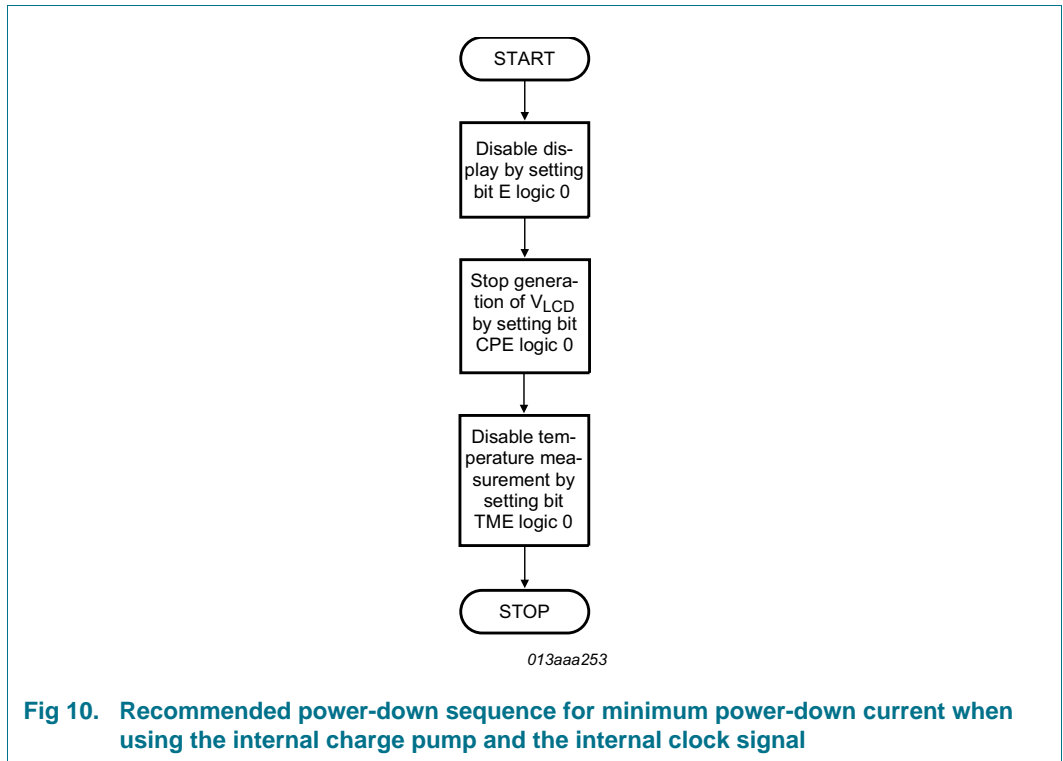 START
Disable dis-
play by setting
bit E logic 0
Stop genera-
tion of VLCD
by setting bit
CPE logic 0
Disable tem-
perature mea-
surement by
setting bit
TME logic 0
STOP
013aaa253
Fig 10. Recommended power-down sequence for minimum power-down current when
using the internal charge pump and the internal clock signal